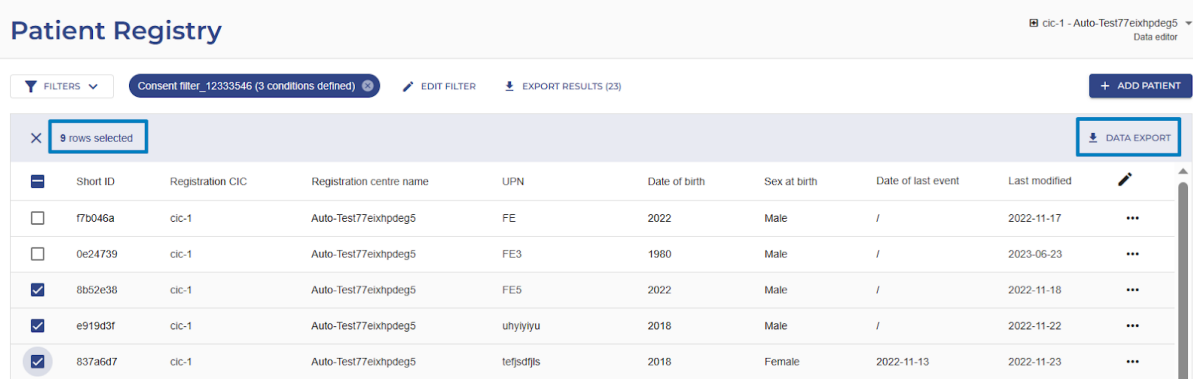 Patient Registry
cic-1 - Auto-Test77eixhpdeg5
Data editor
FILTERS Consent filter_12333546 (3 conditions defined) EDIT FILTER EXPORT RESULTS (23) + ADD PATIENT
9 rows selected DATA EXPORT
Short ID Registration CIC Registration centre name UPN Date of birth Sex at birth Date of last event Last modified
f7b046a cic-1 Auto-Test77eixhpdeg5 FE 2022 Male / 2022-11-17
0e24739 cic-1 Auto-Test77eixhpdeg5 FE3 1980 Male / 2023-06-23
8b52e38 cic-1 Auto-Test77eixhpdeg5 FE5 2022 Male / 2022-11-18
e919d3f cic-1 Auto-Test77eixhpdeg5 uhyiyiyu 2018 Male / 2022-11-22
837a6d7 cic-1 Auto-Test77eixhpdeg5 tefjsdfjls 2018 Female 2022-11-13 2022-11-23